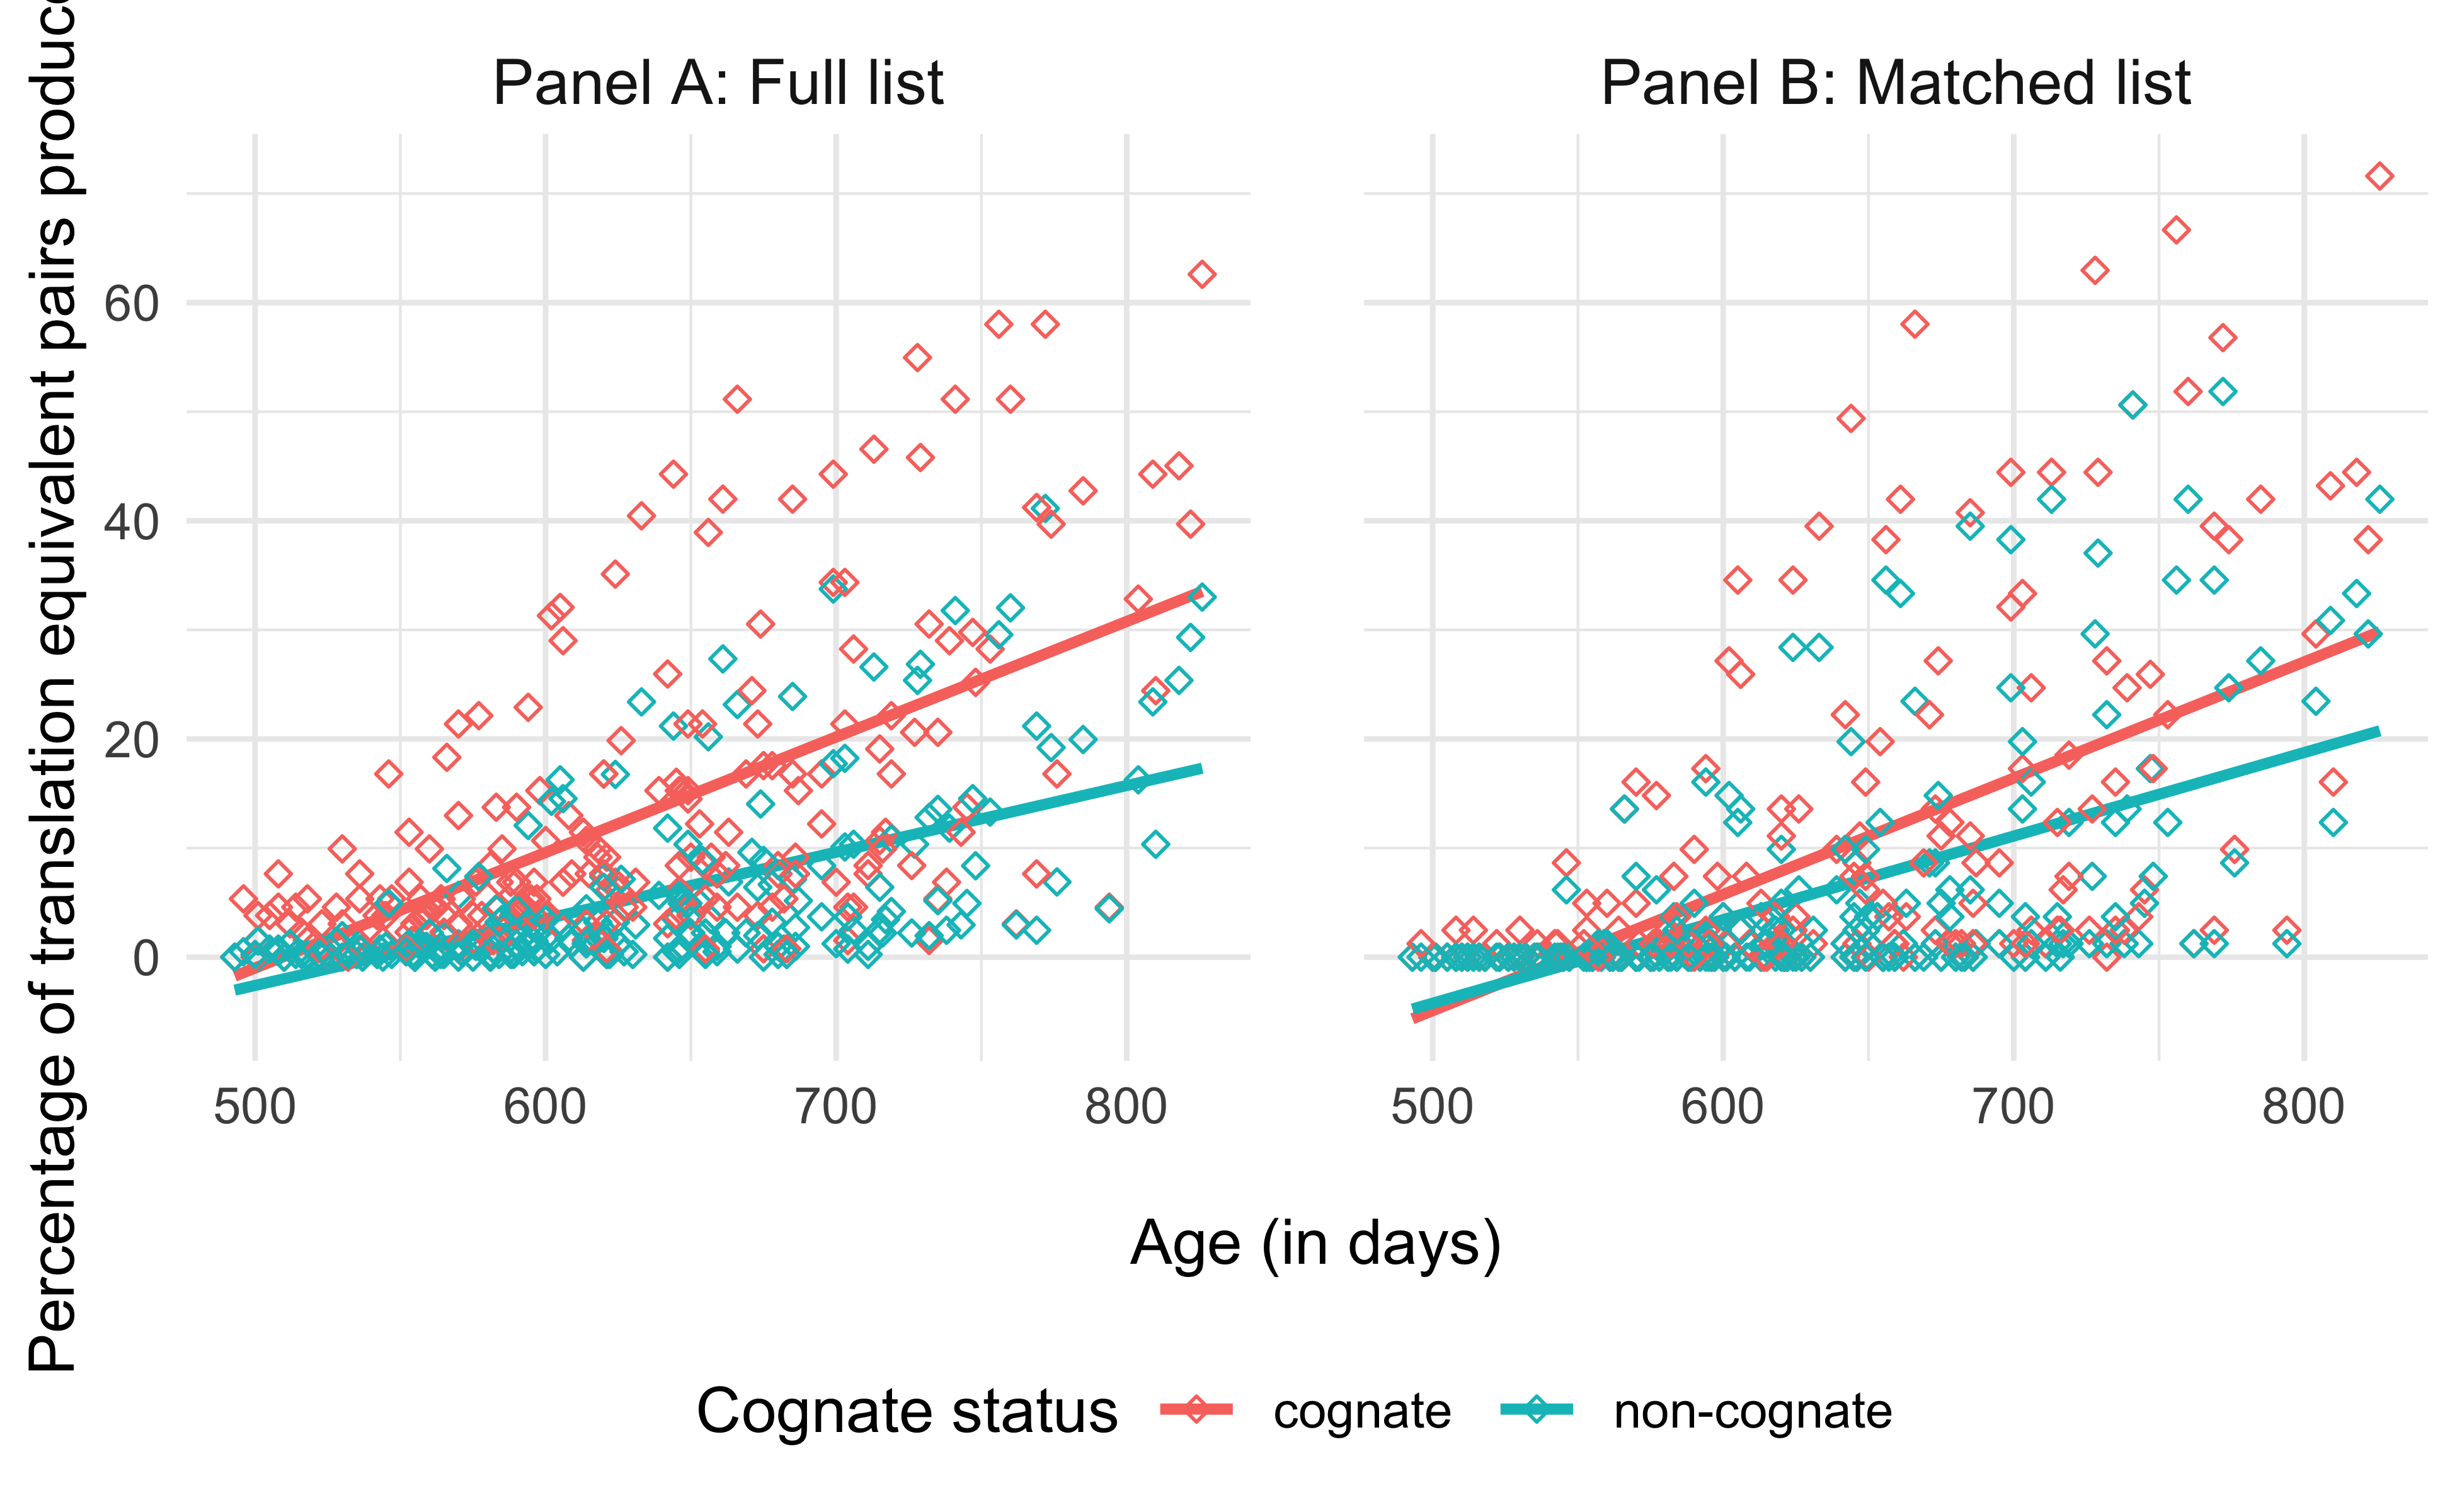 Panel A: Full list
Panel B: Matched list
Percentage of translation equivalent pairs produc
60
40
20
0
500 600 700 800
500 600 700 800
Age (in days)
Cognate status cognate non-cognate